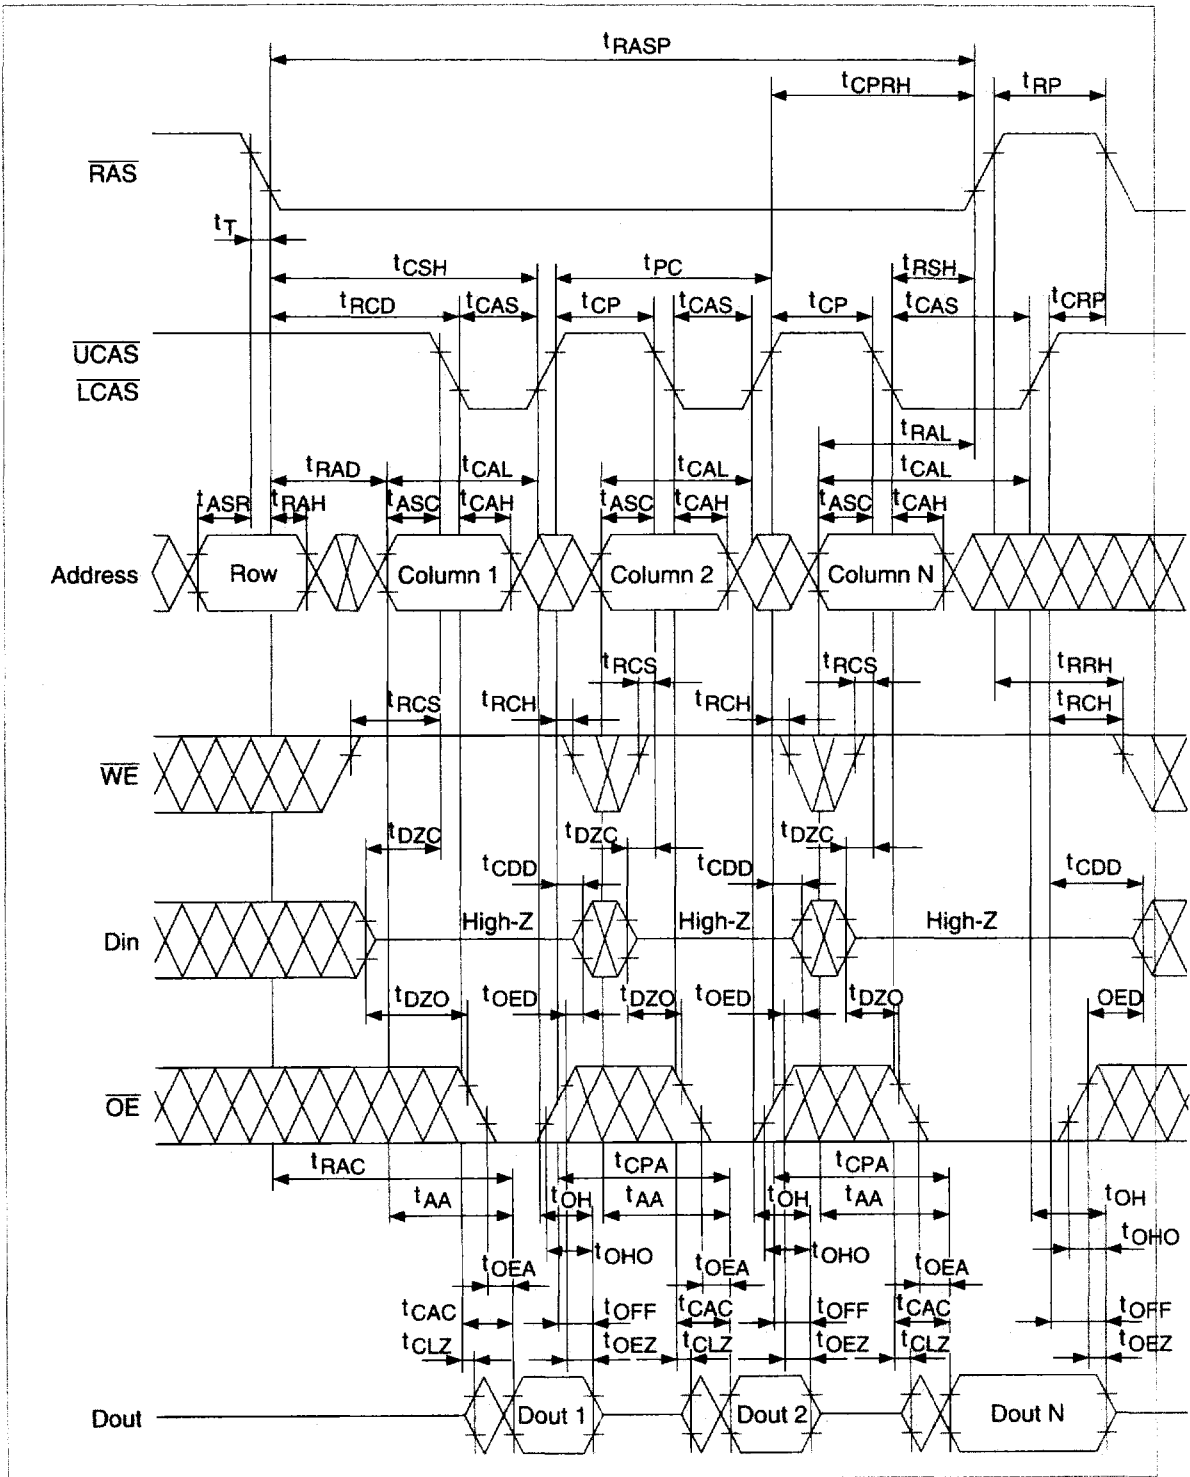 tRASP
tCPRH tRP
RAS
tT
tCSH tPC tRSH
tRCD tCAS tCP tCAS tCP tCAS tCRP
UCAS
LCAS
tRAL
tRAD tCAL tCAL tCAL
tASR tRAH tASC tCAH tASC tCAH tASC tCAH
Address Row Column 1 Column 2 Column N
tRCS tRCS tRRH
tRCS tRCH tRCH tRCH
WE
tDZC tDZC tDZC
tCDD tCDD tCDD
High-Z High-Z High-Z
Din
tDZO tOED tDZO tOED tDZO OED
OE
tRAC tCPA tCPA
tAA tOH tAA tOH tAA tOH
tOHO tOHO tOHO
tOEA tOEA tOEA
tCAC tOFF tCAC tOFF tCAC tOFF
tCLZ tOEZ tCLZ tOEZ tCLZ tOEZ
Dout Dout 1 Dout 2 Dout N